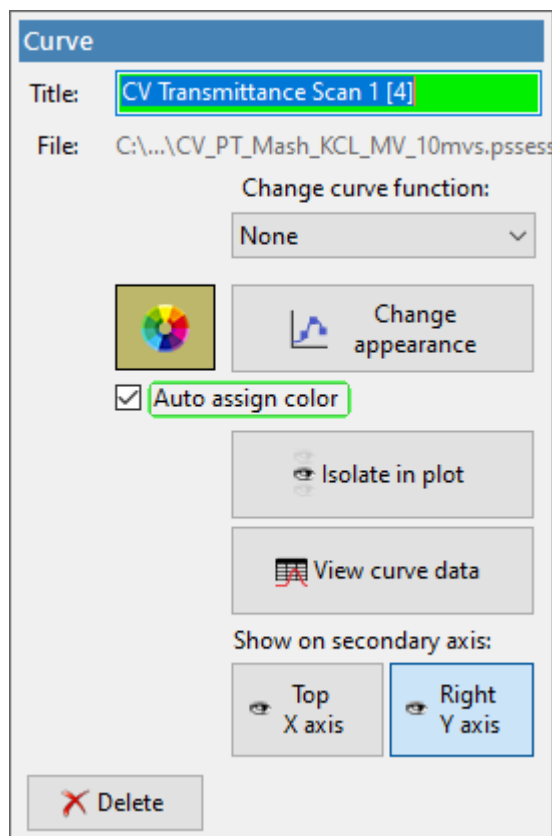 Curve
Title: CV Transmittance Scan 1 [4]
File: C:\...\CV_PT_Mash_KCL_MV_10mvs.pssess
Change curve function:
None
Change
appearance
Auto assign color
Isolate in plot
View curve data
Show on secondary axis:
Top
X axis
Right
Y axis
Delete